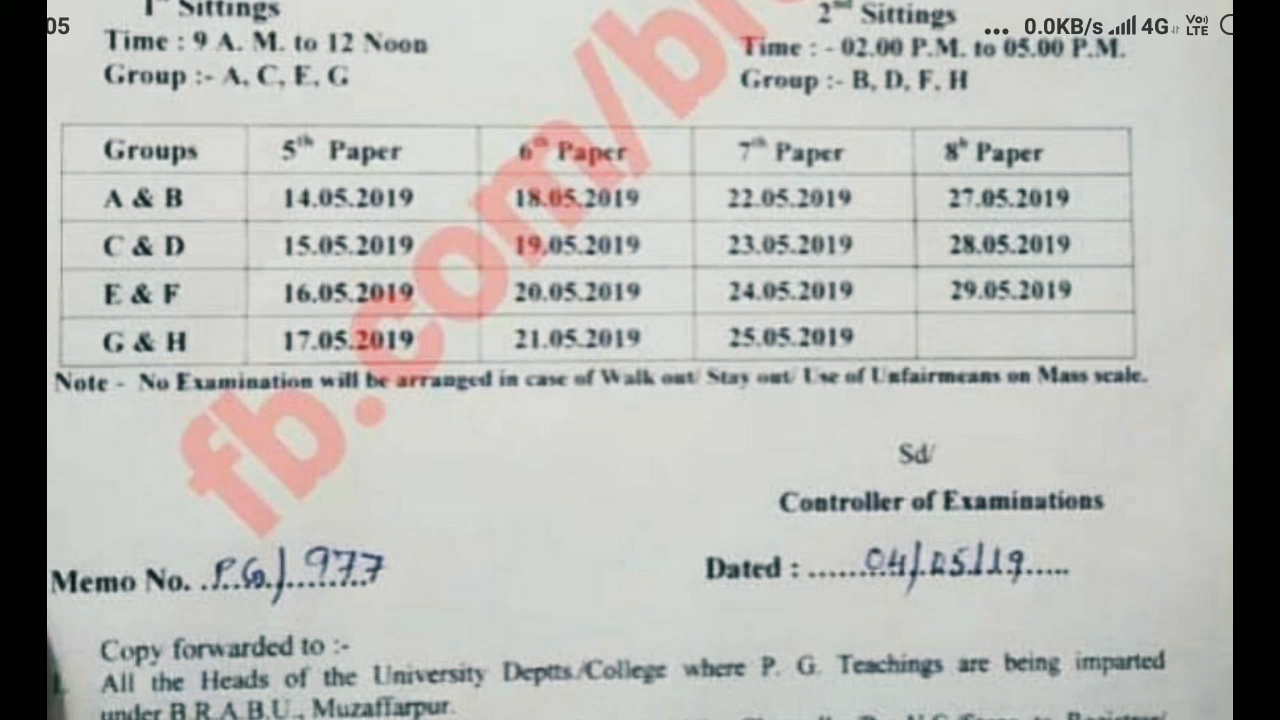 05
... 0.0KB/s 4G Vo) LTE
1st Sittings
2nd Sittings
Time : 9 A. M. to 12 Noon
Time : - 02.00 P.M. to 05.00 P.M.
Group :- A, C, E, G
Group :- B, D, F, H
Groups 5th Paper 6th Paper 7th Paper 8h Paper
A & B 14.05.2019 18.05.2019 22.05.2019 27.05.2019
C & D 15.05.2019 19.05.2019 23.05.2019 28.05.2019
E & F 16.05.2019 20.05.2019 24.05.2019 29.05.2019
G & H 17.05.2019 21.05.2019 25.05.2019
Note - No Examination will be arranged in case of Walk out/ Stay out/ Use of Unfairmeans on Mass scale.
fb.com/br
Sd/
Controller of Examinations
Memo No. ..P.G./..977..
Dated : .......04/05/19.....
Copy forwarded to :-
1. All the Heads of the University Deptts./College where P. G. Teachings are being imparted
under B.R.A.B.U., Muzaffarpur.